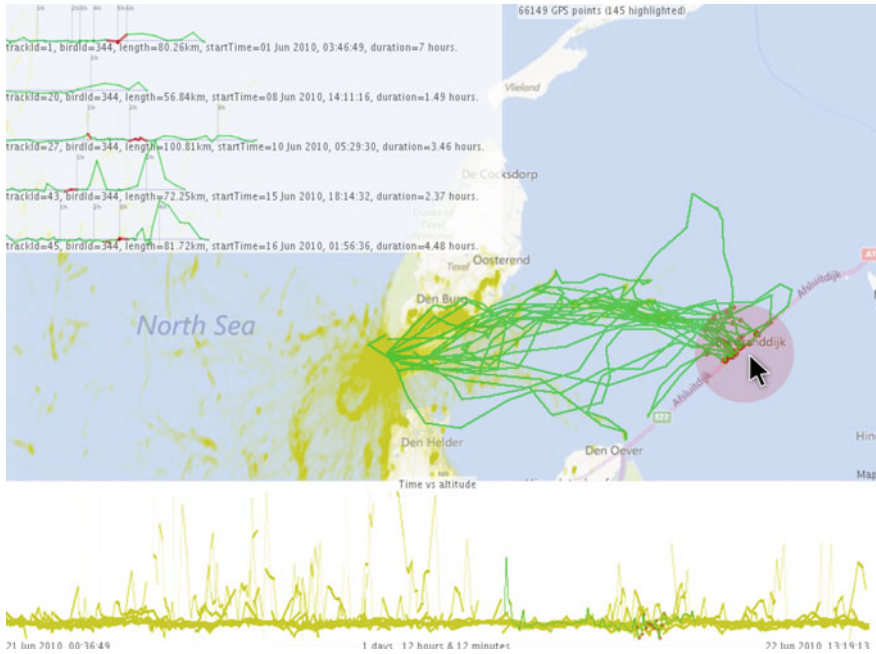 66149 GPS points (145 highlighted)
trackId=1, birdId=344, length=80.26km, startTime=01 Jun 2010, 03:46:49, duration=7 hours.
trackId=20, birdId=344, length=56.84km, startTime=08 Jun 2010, 14:11:16, duration=1.49 hours.
trackId=27, birdId=344, length=100.81km, startTime=10 Jun 2010, 05:29:30, duration=3.46 hours.
trackId=43, birdId=344, length=72.25km, startTime=15 Jun 2010, 18:14:32, duration=2.37 hours.
trackId=45, birdId=344, length=81.72km, startTime=16 Jun 2010, 01:56:36, duration=4.48 hours.
Vlieland
De Cocksdorp
Texel
Oosterend
Den Burg
North Sea
Afsluitdijk
Afsluitdijk
E22
Den Helder
Den Oever
Hin
Map
Time vs altitude
21 Jun 2010, 00:36:49
1 days, 12 hours & 12 minutes
22 Jun 2010, 13:19:13